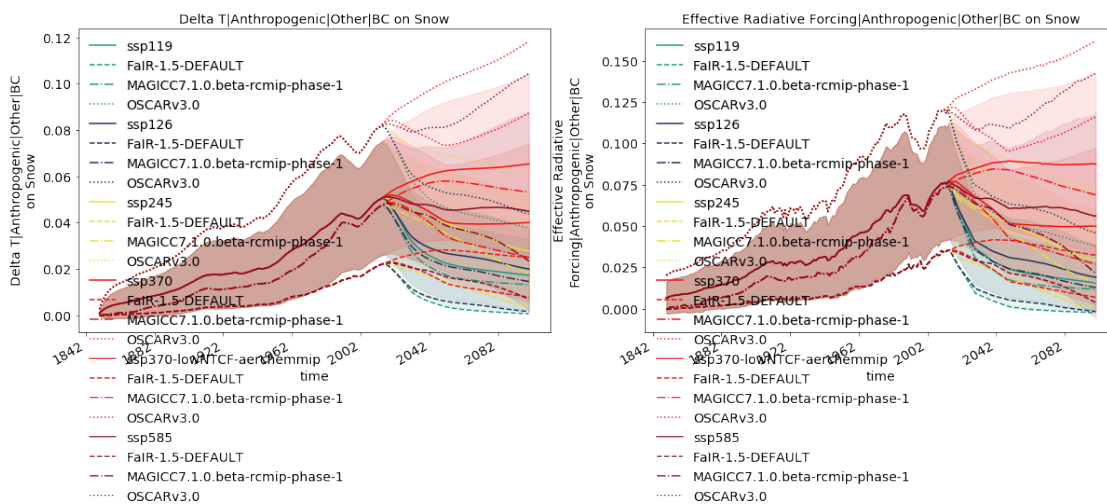 Delta T|Anthropogenic|Other|BC on Snow
Delta T|Anthropogenic|Other|BC
on Snow
0.12
0.10
0.08
0.06
0.04
0.02
0.00
1842
1882
1922
1962
2002
2042
2082
time
ssp119
FaIR-1.5-DEFAULT
MAGICC7.1.0.beta-rcmip-phase-1
OSCARv3.0
ssp126
FaIR-1.5-DEFAULT
MAGICC7.1.0.beta-rcmip-phase-1
OSCARv3.0
ssp245
FaIR-1.5-DEFAULT
MAGICC7.1.0.beta-rcmip-phase-1
OSCARv3.0
ssp370
FaIR-1.5-DEFAULT
MAGICC7.1.0.beta-rcmip-phase-1
OSCARv3.0
ssp370-lowNTCF-aerchemmip
FaIR-1.5-DEFAULT
MAGICC7.1.0.beta-rcmip-phase-1
OSCARv3.0
ssp585
FaIR-1.5-DEFAULT
MAGICC7.1.0.beta-rcmip-phase-1
OSCARv3.0
Effective Radiative Forcing|Anthropogenic|Other|BC on Snow
Effective Radiative
Forcing|Anthropogenic|Other|BC
on Snow
0.150
0.125
0.100
0.075
0.050
0.025
0.000
1842
1882
1922
1962
2002
2042
2082
time
ssp119
FaIR-1.5-DEFAULT
MAGICC7.1.0.beta-rcmip-phase-1
OSCARv3.0
ssp126
FaIR-1.5-DEFAULT
MAGICC7.1.0.beta-rcmip-phase-1
OSCARv3.0
ssp245
FaIR-1.5-DEFAULT
MAGICC7.1.0.beta-rcmip-phase-1
OSCARv3.0
ssp370
FaIR-1.5-DEFAULT
MAGICC7.1.0.beta-rcmip-phase-1
OSCARv3.0
ssp370-lowNTCF-aerchemmip
FaIR-1.5-DEFAULT
MAGICC7.1.0.beta-rcmip-phase-1
OSCARv3.0
ssp585
FaIR-1.5-DEFAULT
MAGICC7.1.0.beta-rcmip-phase-1
OSCARv3.0